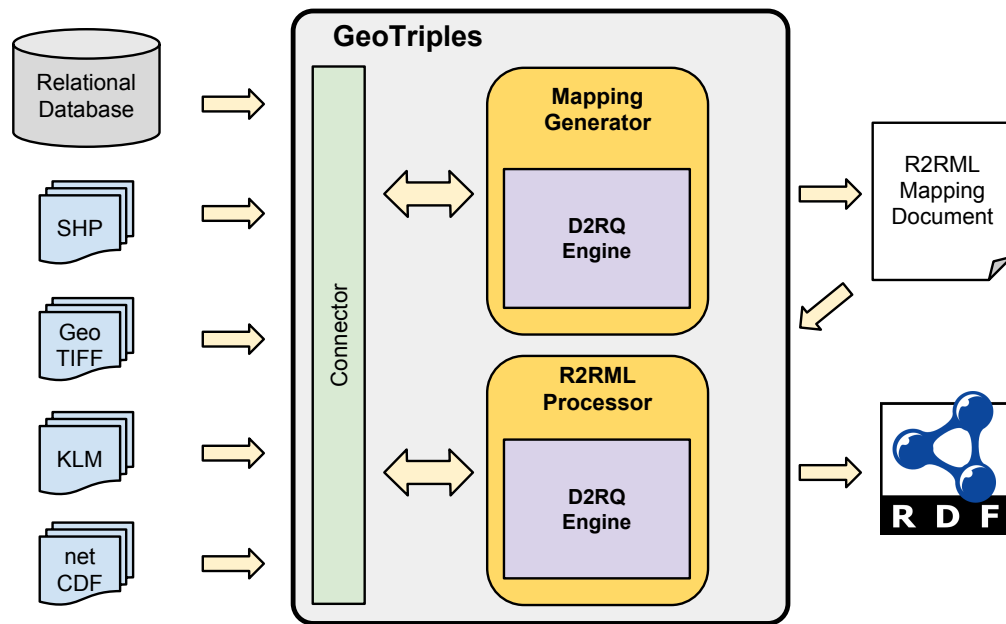 GeoTriples
Relational
Database
SHP
Geo
TIFF
KLM
net
CDF
Connector
Mapping
Generator
D2RQ
Engine
R2RML
Processor
D2RQ
Engine
R2RML
Mapping
Document
RDF